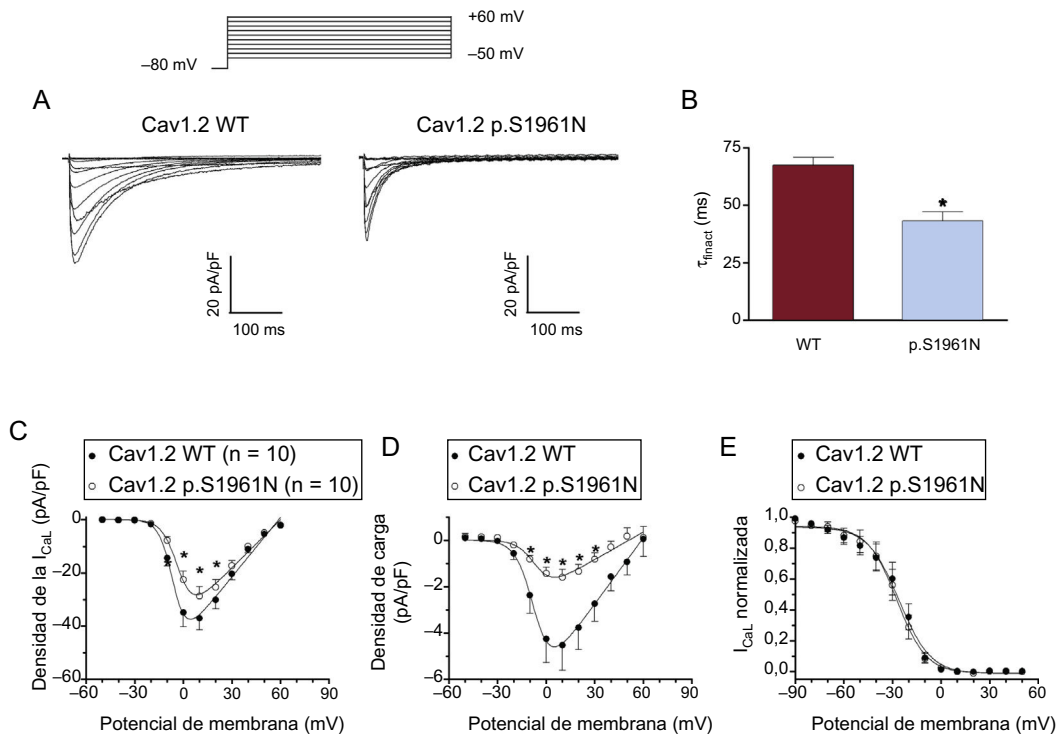 +60 mV
–50 mV
–80 mV
A
Cav1.2 WT
Cav1.2 p.S1961N
20 pA/pF
100 ms
20 pA/pF
100 ms
B
75
50
25
0
τfinact (ms)
*
WT
p.S1961N
C
Cav1.2 WT (n = 10)
Cav1.2 p.S1961N (n = 10)
Densidad de la ICaL (pA/pF)
0
–20
–40
–60
* * * *
–60 –30 0 30 60
Potencial de membrana (mV)
D
Cav1.2 WT
Cav1.2 p.S1961N
Densidad de carga
(pA/pF)
2
0
–2
–4
–6
* * * * *
–60 –30 0 30 60
Potencial de membrana (mV)
E
Cav1.2 WT
Cav1.2 p.S1961N
ICaL normalizada
1,0
0,8
0,6
0,4
0,2
0,0
–90 –60 –30 0 30 60
Potencial de membrana (mV)